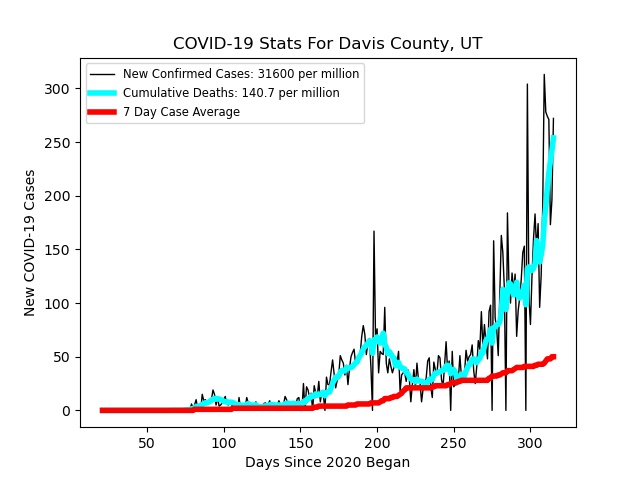 COVID-19 Stats For Davis County, UT
New Confirmed Cases: 31600 per million
Cumulative Deaths: 140.7 per million
7 Day Case Average
New COVID-19 Cases
300
250
200
150
100
50
0
50
100
150
200
250
300
Days Since 2020 Began